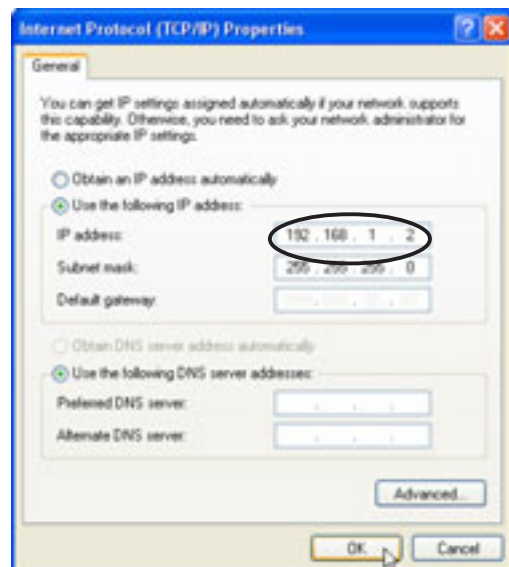 Internet Protocol (TCP/IP) Properties
General
You can get IP settings assigned automatically if your network supports
this capability. Otherwise, you need to ask your network administrator for
the appropriate IP settings.
Obtain an IP address automatically
Use the following IP address:
IP address: 192 . 168 . 1 . 2
Subnet mask: 255 . 255 . 255 . 0
Default gateway: . . .
Obtain DNS server address automatically
Use the following DNS server addresses:
Preferred DNS server: . . .
Alternate DNS server: . . .
Advanced...
OK Cancel